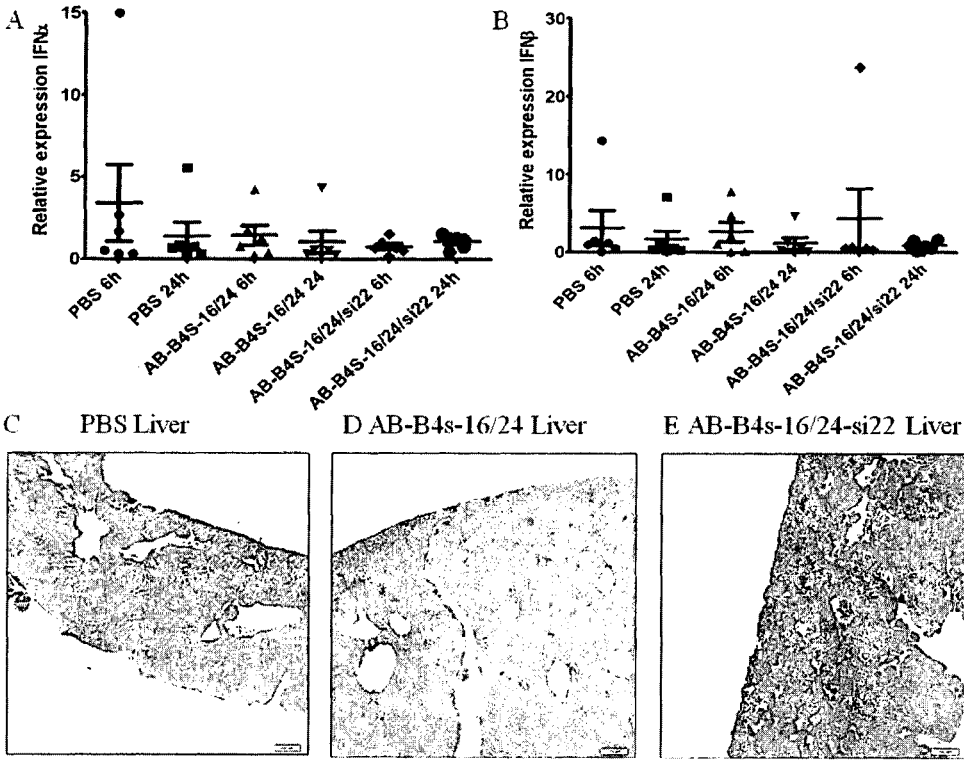 A
Relative expression IFNα
15
10
5
0
PBS 6h
PBS 24h
AB-B4S-16/24 6h
AB-B4S-16/24 24
AB-B4S-16/24/si22 6h
AB-B4S-16/24/si22 24h
B
Relative expression IFNβ
30
20
10
0
PBS 6h
PBS 24h
AB-B4S-16/24 6h
AB-B4S-16/24 24
AB-B4S-16/24/si22 6h
AB-B4S-16/24/si22 24h
C PBS Liver
D AB-B4s-16/24 Liver
E AB-B4s-16/24-si22 Liver